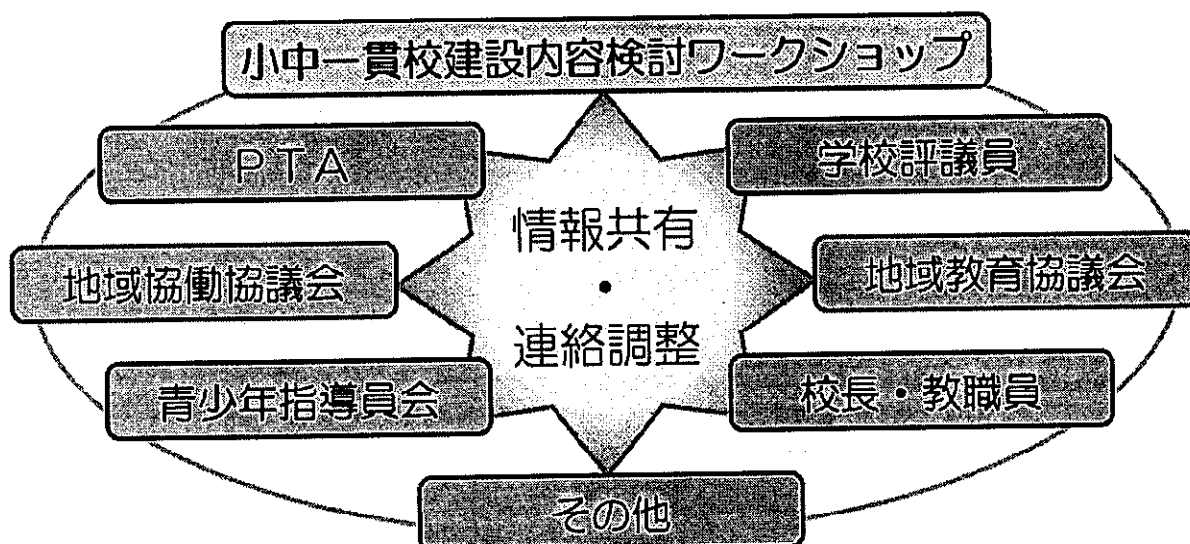 小中一貫校建設内容検討ワークショップ
PTA
学校評議員
情報共有
・
連絡調整
地域協働協議会
地域教育協議会
青少年指導員会
校長・教職員
その他